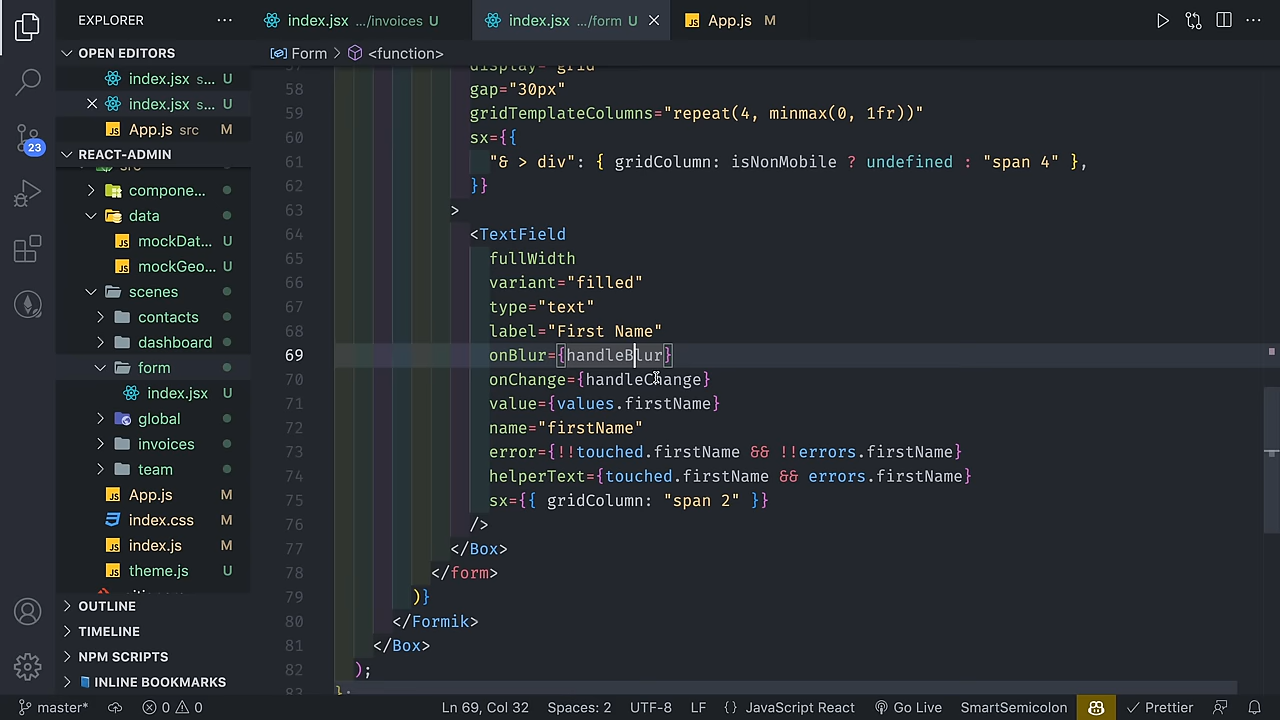 EXPLORER
index.jsx .../invoices U
index.jsx .../form U
App.js M
OPEN EDITORS
index.jsx s... U
index.jsx s... U
App.js src M
REACT-ADMIN
src
compone...
data
mockDat... U
mockGeo... U
scenes
contacts
dashboard
form
index.jsx U
global
invoices
team
App.js M
index.css M
index.js M
theme.js U
OUTLINE
TIMELINE
NPM SCRIPTS
INLINE BOOKMARKS
23
Form > <function>
57 display="grid"
58 gap="30px"
59 gridTemplateColumns="repeat(4, minmax(0, 1fr))"
60 sx={{
61 "& > div": { gridColumn: isNonMobile ? undefined : "span 4" },
62 }}
63 >
64 <TextField
65 fullWidth
66 variant="filled"
67 type="text"
68 label="First Name"
69 onBlur={handleBlur}
70 onChange={handleChange}
71 value={values.firstName}
72 name="firstName"
73 error={!!touched.firstName && !!errors.firstName}
74 helperText={touched.firstName && errors.firstName}
75 sx={{ gridColumn: "span 2" }}
76 />
77 </Box>
78 </form>
79 )}
80 </Formik>
81 </Box>
82 );
83 };
master*
0 0
Ln 69, Col 32
Spaces: 2
UTF-8
LF
{} JavaScript React
Go Live
SmartSemicolon
Prettier